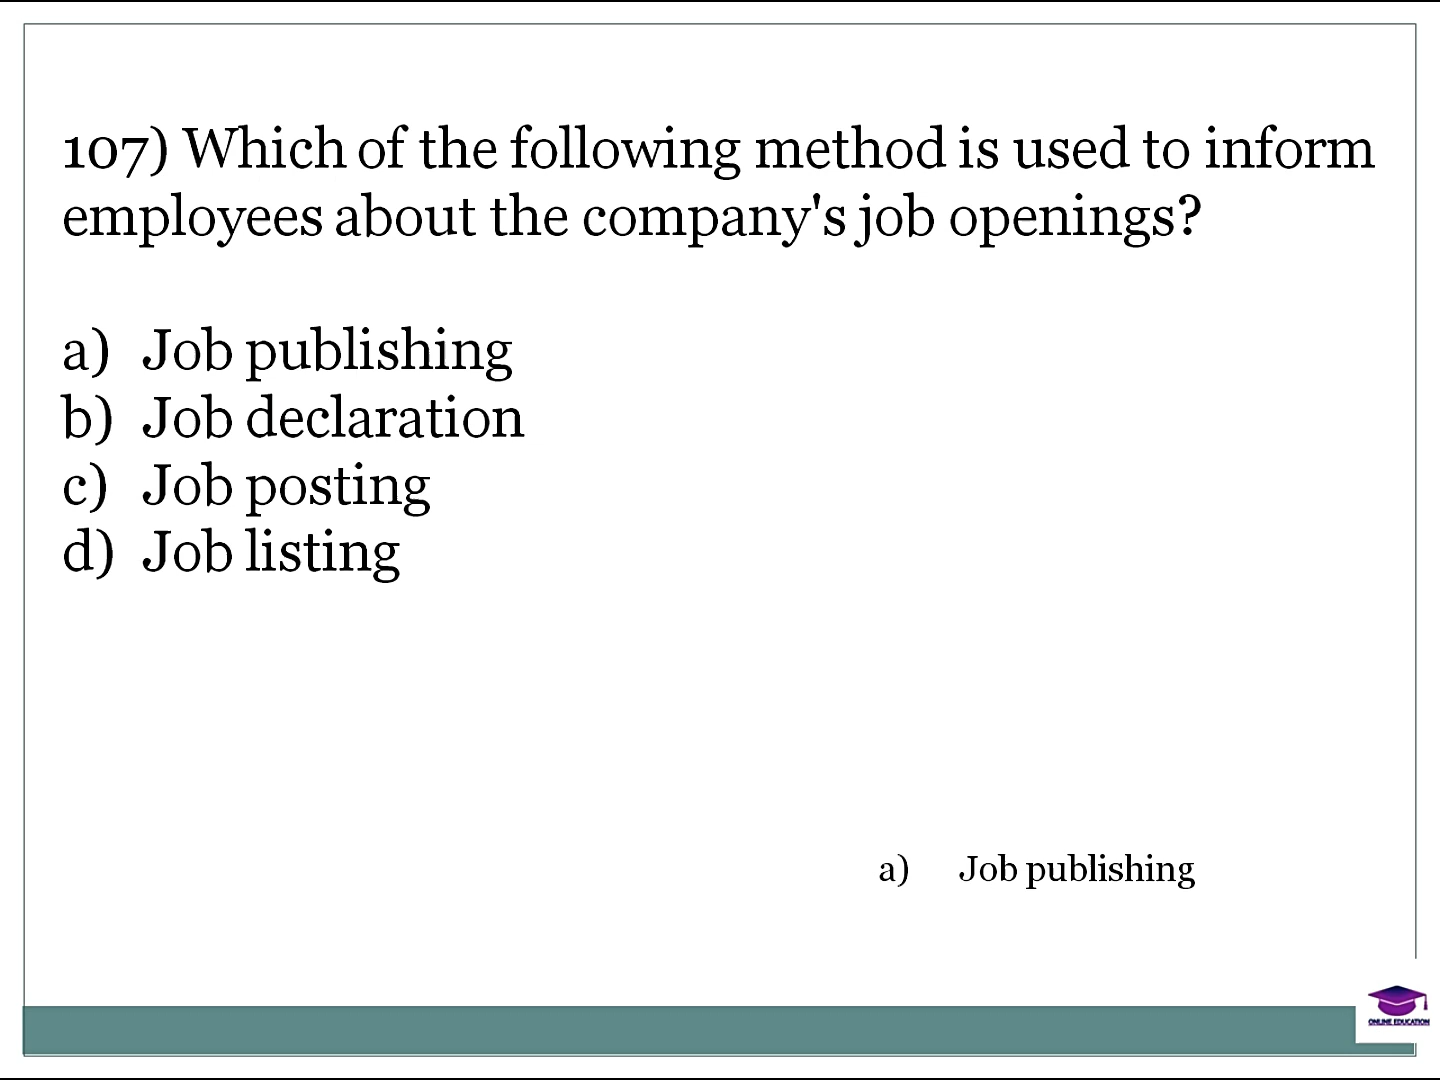 107) Which of the following method is used to inform
employees about the company's job openings?
a) Job publishing
b) Job declaration
c) Job posting
d) Job listing
a) Job publishing
ONLINE EDUCATION